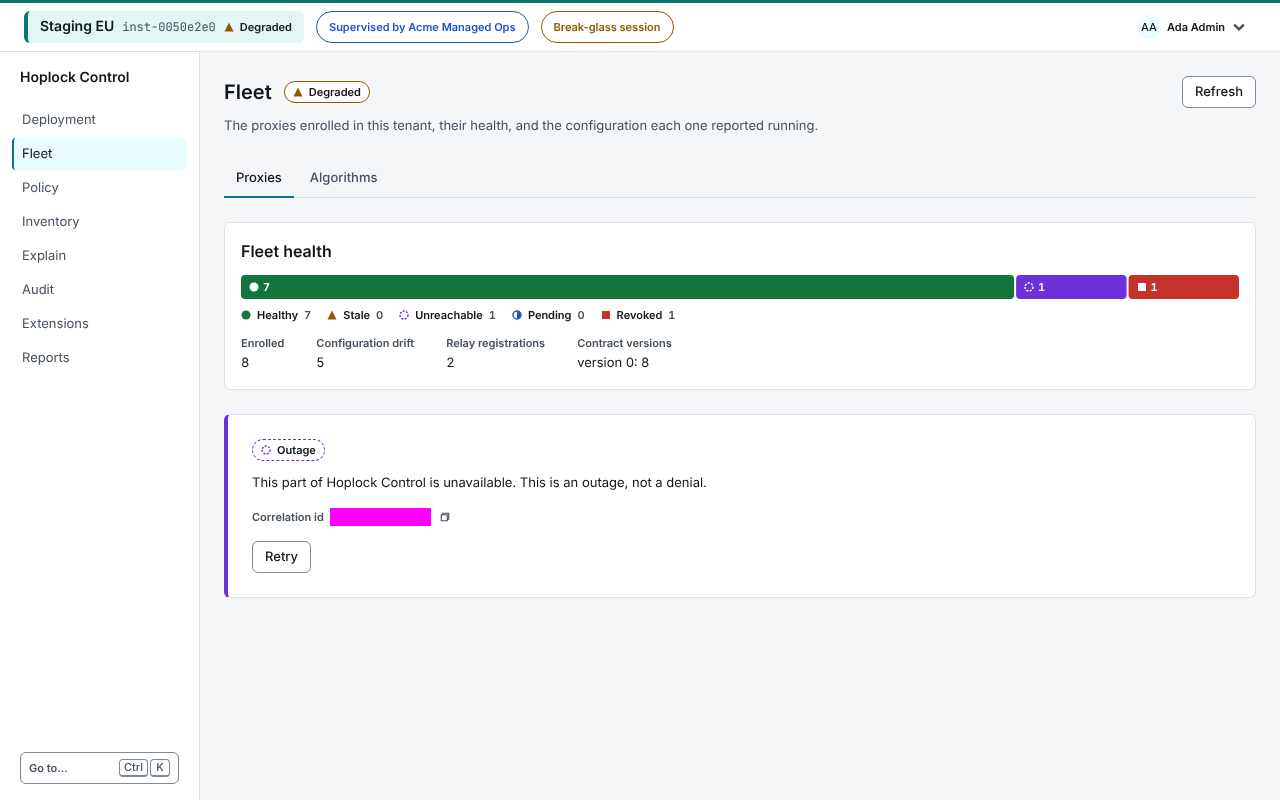 Staging EU inst-0050e2e0 Degraded
Supervised by Acme Managed Ops
Break-glass session
AA Ada Admin
Hoplock Control
Deployment
Fleet
Policy
Inventory
Explain
Audit
Extensions
Reports
Go to... Ctrl K
Fleet Degraded
Refresh
The proxies enrolled in this tenant, their health, and the configuration each one reported running.
Proxies Algorithms
Fleet health
7 1 1
Healthy 7 Stale 0 Unreachable 1 Pending 0 Revoked 1
Enrolled Configuration drift Relay registrations Contract versions
8 5 2 version 0: 8
Outage
This part of Hoplock Control is unavailable. This is an outage, not a denial.
Correlation id
Retry